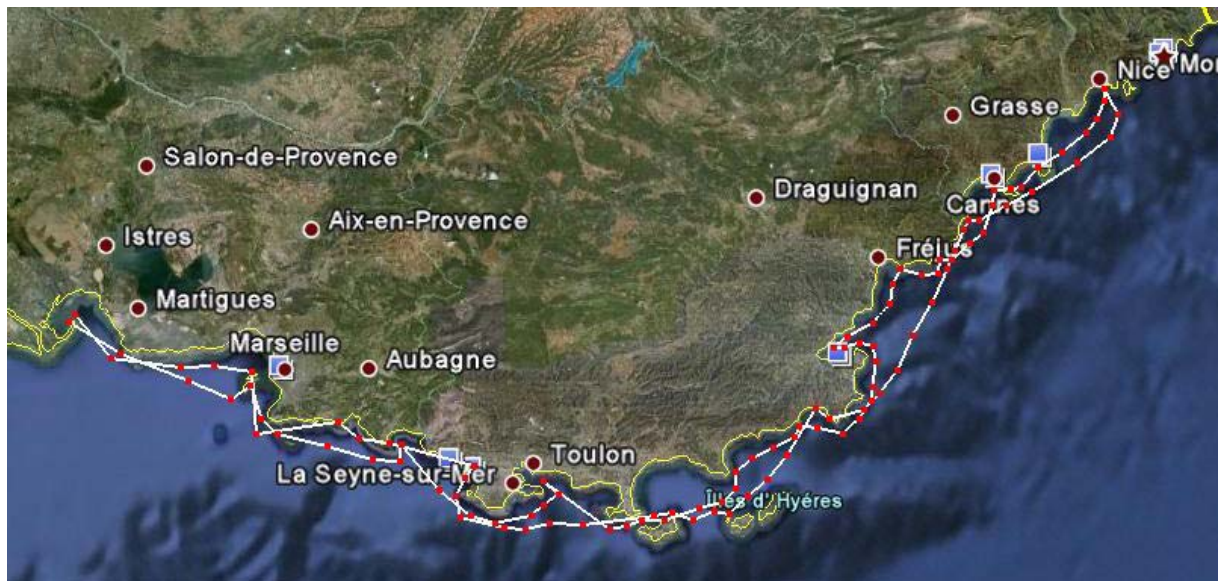 Nice
Mon
Grasse
Salon-de-Provence
Draguignan
Cannes
Aix-en-Provence
Istres
Fréjus
Martigues
Marseille
Aubagne
Toulon
La Seyne-sur-Mer
Îles d' Hyéres